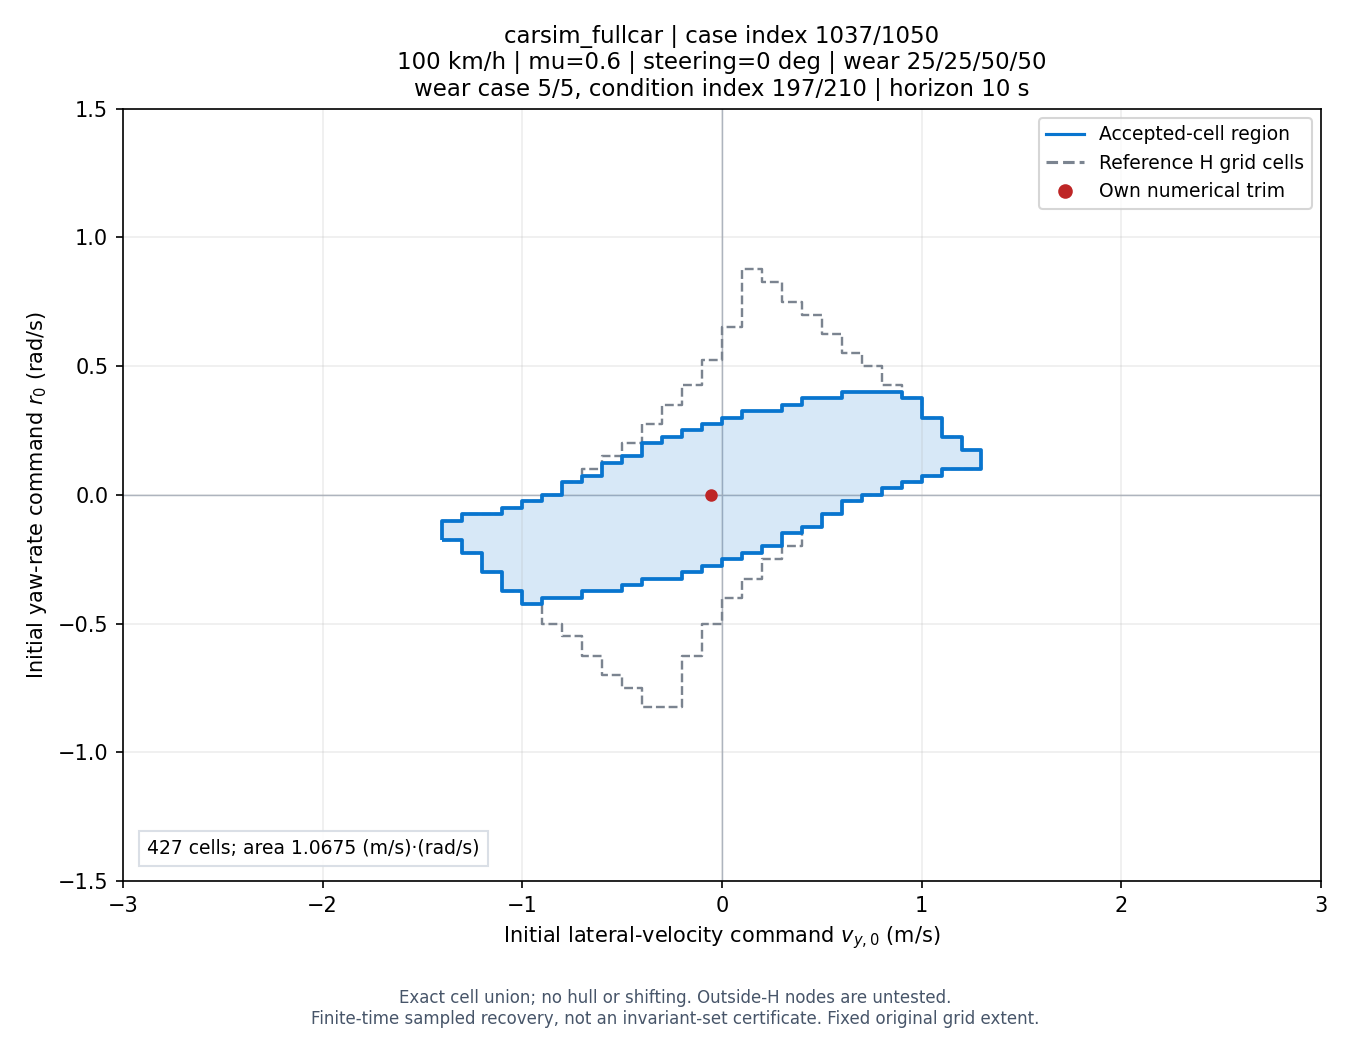 carsim_fullcar | case index 1037/1050
100 km/h | mu=0.6 | steering=0 deg | wear 25/25/50/50
wear case 5/5, condition index 197/210 | horizon 10 s
Accepted-cell region
Reference H grid cells
Own numerical trim
1.5
1.0
0.5
0.0
−0.5
−1.0
−1.5
Initial yaw-rate command r0 (rad/s)
427 cells; area 1.0675 (m/s)·(rad/s)
−3
−2
−1
0
1
2
3
Initial lateral-velocity command vy,0 (m/s)
Exact cell union; no hull or shifting. Outside-H nodes are untested.
Finite-time sampled recovery, not an invariant-set certificate. Fixed original grid extent.